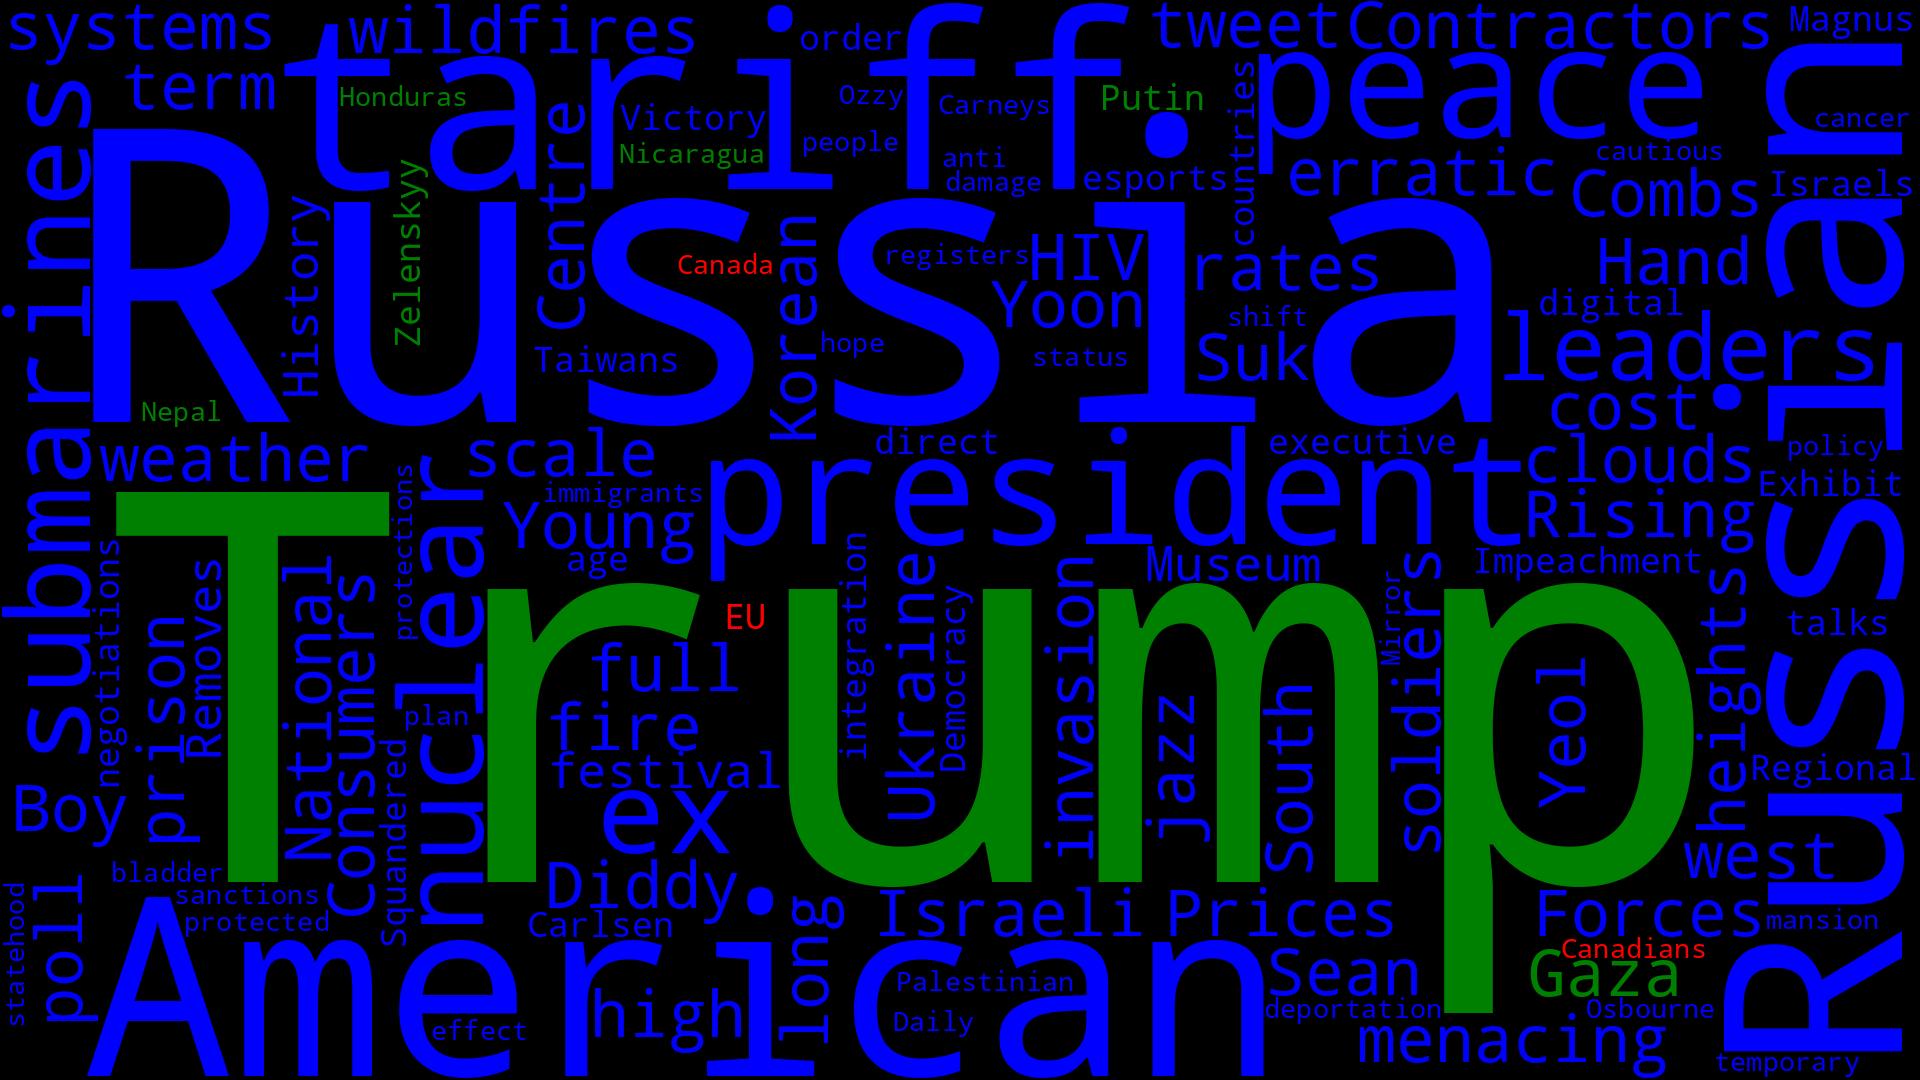 systems
wildfires
tariff
order
tweet
Contractors
Magnus
term
Honduras
Victory
Ozzy
Carneys
Putin
countries
peace
cancer
submarines
Nicaragua
people
anti
damage
esports
erratic
cautious
Combs
Israels
Russian
Russia
History
Zelenskyy
Centre
Canada
Korean
registers
HIV
Yoon
rates
Hand
digital
Taiwans
hope
status
shift
Suk
leaders
Nepal
cost
weather
scale
direct
president
executive
clouds
policy
protections
nuclear
immigrants
Young
age
Rising
Exhibit
negotiations
Removes
National
Trump
EU
integration
Ukraine
Democracy
invasion
Museum
Mirror
soldiers
Impeachment
heights
talks
prison
Consumers
plan
full
fire
festival
jazz
South
Yeol
Regional
Boy
Squandered
ex
west
bladder
sanctions
protected
Diddy
Carlsen
long
Israeli
Prices
Forces
mansion
statehood
poll
American
effect
high
Palestinian
Daily
Sean
deportation
Canadians
Gaza
Osbourne
menacing
temporary